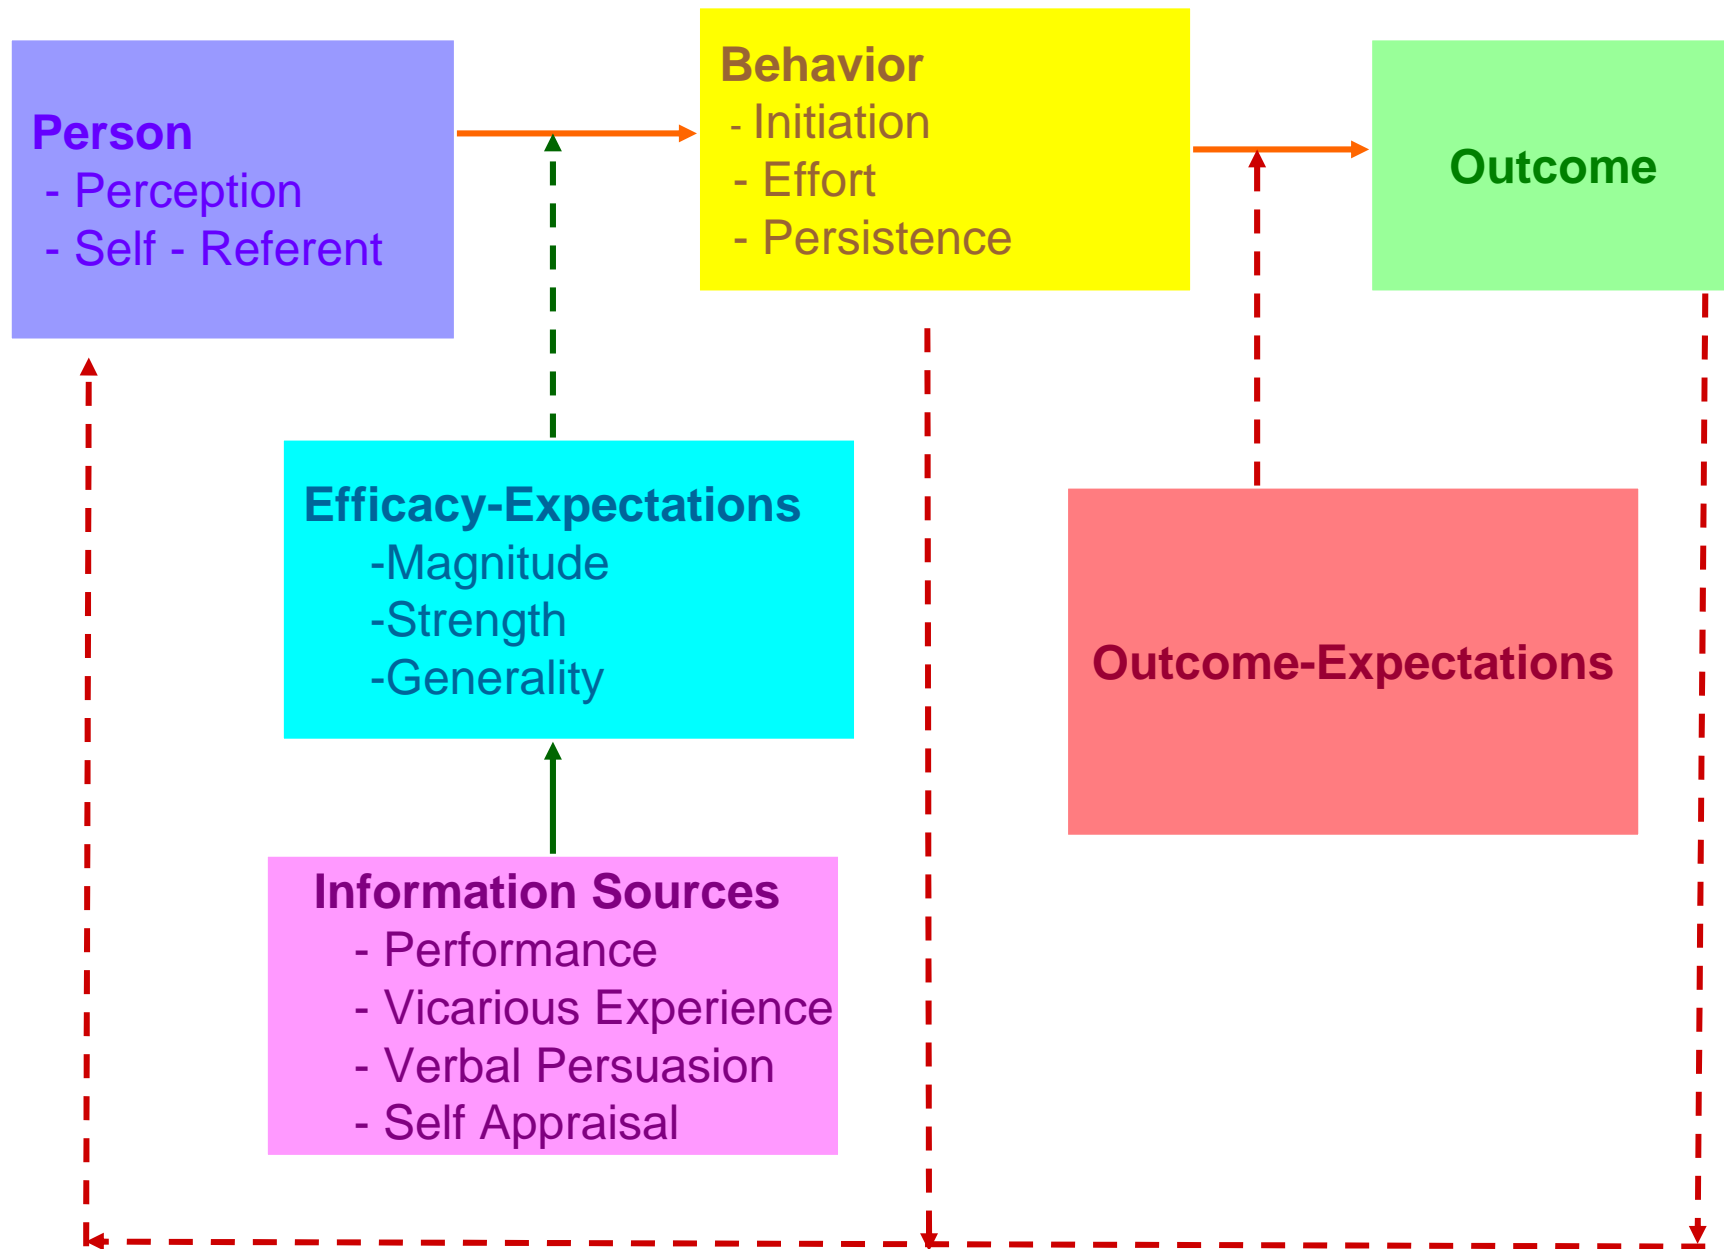 Person
- Perception
- Self - Referent
Behavior
- Initiation
- Effort
- Persistence
Outcome
Efficacy-Expectations
-Magnitude
-Strength
-Generality
Outcome-Expectations
Information Sources
- Performance
- Vicarious Experience
- Verbal Persuasion
- Self Appraisal